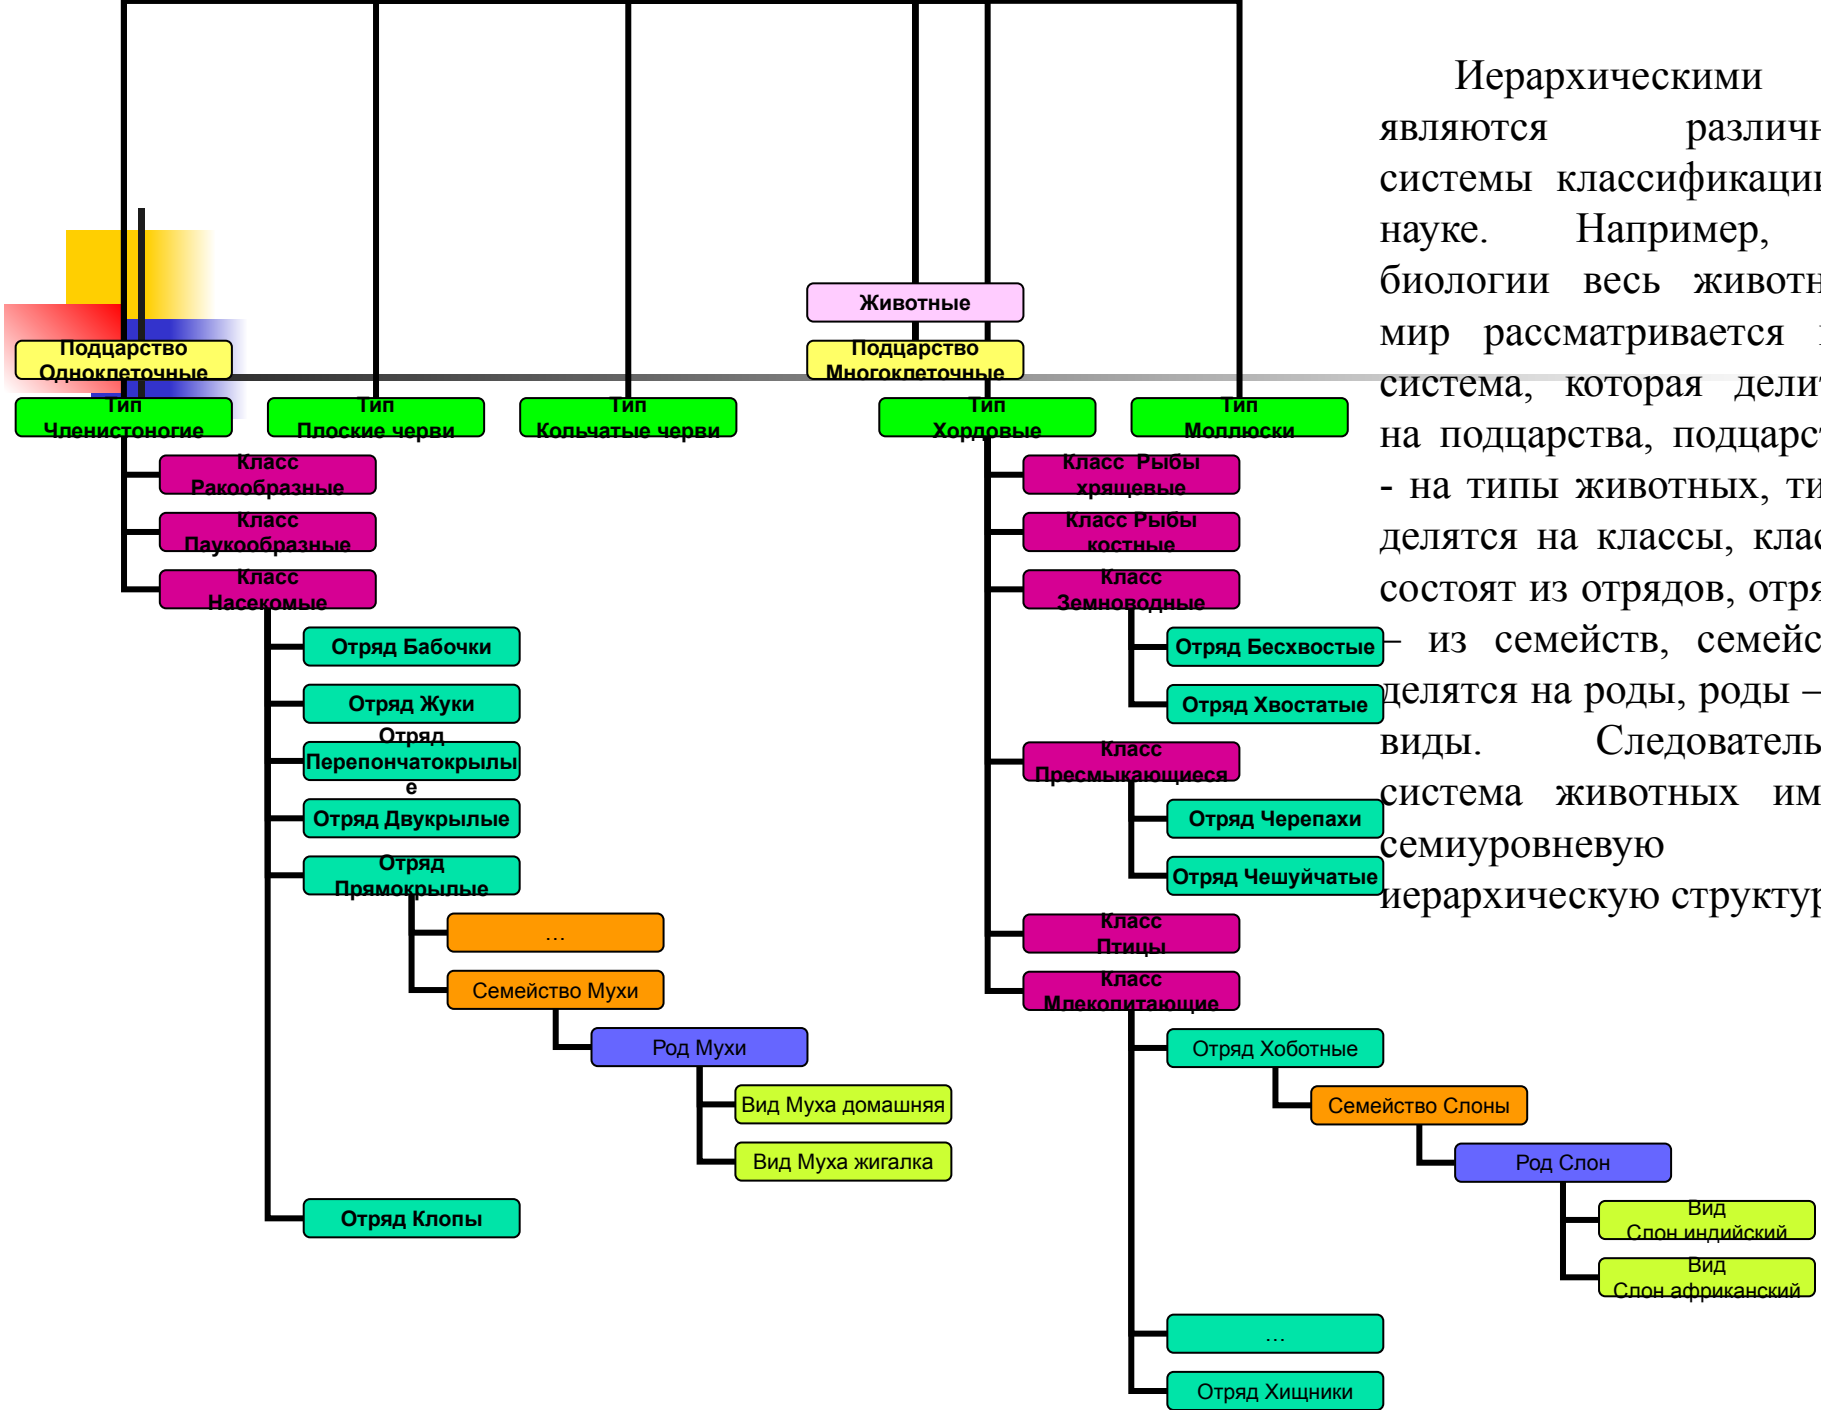 Животные
Подцарство
Одноклеточные
Подцарство
Многоклеточные
Тип
Членистоногие
Тип
Плоские черви
Тип
Кольчатые черви
Тип
Хордовые
Тип
Моллюски
Класс
Ракообразные
Класс
Паукообразные
Класс
Насекомые
Отряд Бабочки
Отряд Жуки
Отряд
Перепончатокрылы
е
Отряд Двукрылые
Отряд
Прямокрылые
…
Семейство Мухи
Род Мухи
Вид Муха домашняя
Вид Муха жигалка
Отряд Клопы
Класс Рыбы
хрящевые
Класс Рыбы
костные
Класс
Земноводные
Отряд Бесхвостые
Отряд Хвостатые
Класс
Пресмыкающиеся
Отряд Черепахи
Отряд Чешуйчатые
Класс
Птицы
Класс
Млекопитающие
Отряд Хоботные
Семейство Слоны
Род Слон
Вид
Слон индийский
Вид
Слон африканский
…
Отряд Хищники
Иерархическими
являются различн
системы классификации
науке. Например,
биологии весь животн
мир рассматривается
система, которая делит
на подцарства, подцарст
- на типы животных, ти
делятся на классы, клас
состоят из отрядов, отря
– из семейств, семейс
делятся на роды, роды –
виды. Следователь
система животных им
семиуровневую
иерархическую структур